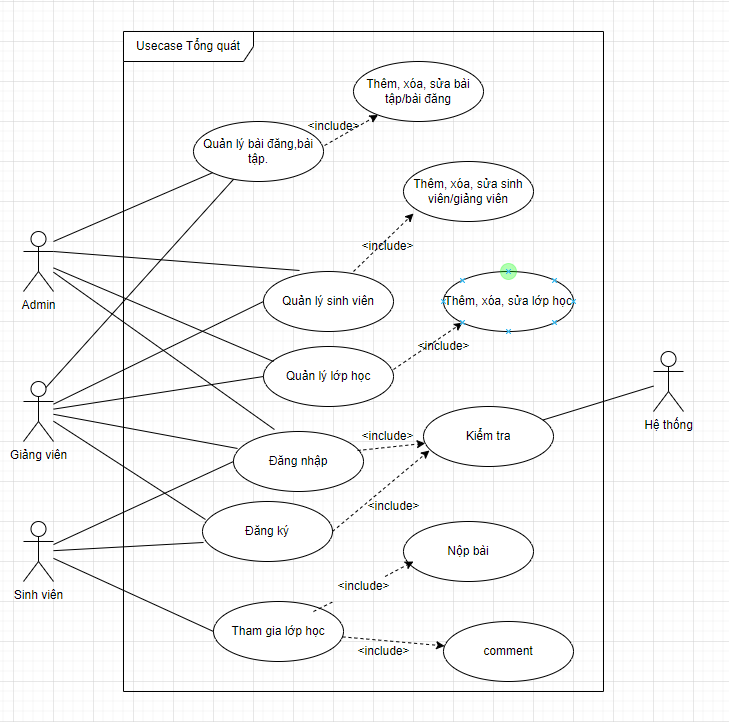 Usecase Tổng quát
Thêm, xóa, sửa bài
tập/bài đăng
<include>
Quản lý bài đăng,bài
tập.
Thêm, xóa, sửa sinh
viên/giảng viên
<include>
Admin
Quản lý sinh viên
Thêm, xóa, sửa lớp học
<include>
Quản lý lớp học
Giảng viên
Hệ thống
<include>
Kiểm tra
Đăng nhập
<include>
Đăng ký
Nộp bài
<include>
Sinh viên
Tham gia lớp học
<include>
comment